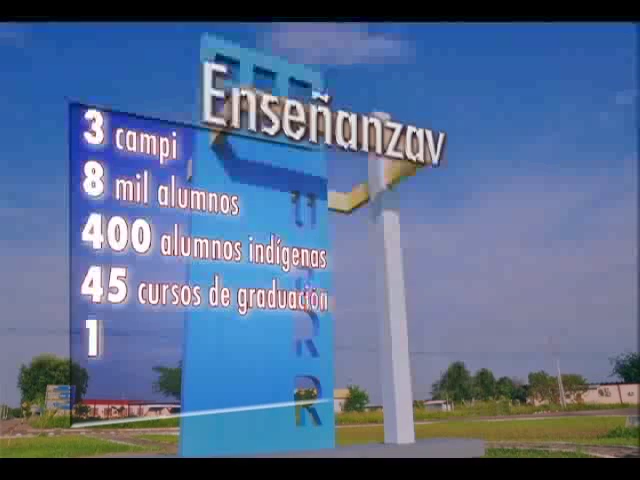 Enseñanzav
3 campi
8 mil alumnos
400 alumnos indígenas
45 cursos de graduación
1